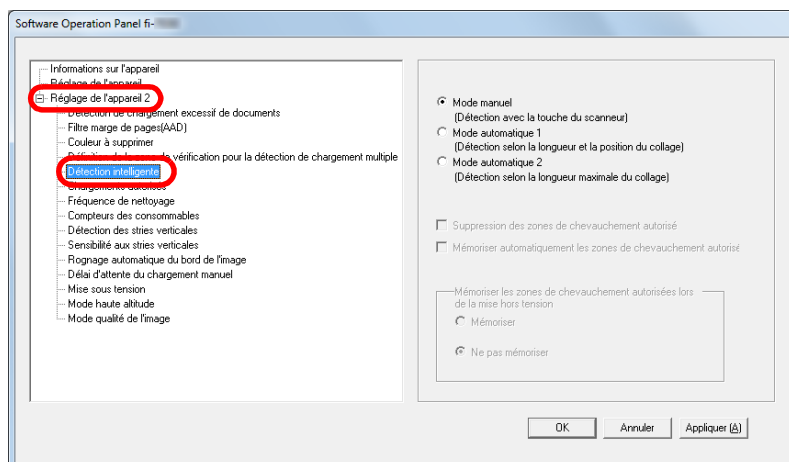 Software Operation Panel fi-
Informations sur l'appareil
Réglage de l'appareil
Réglage de l'appareil 2
Détection de chargement excessif de documents
Filtre marge de pages(AAD)
Couleur à supprimer
Définition de la zone de vérification pour la détection de chargement multiple
Détection intelligente
Chargements autorisés
Fréquence de nettoyage
Compteurs des consommables
Détection des stries verticales
Sensibilité aux stries verticales
Rognage automatique du bord de l'image
Délai d'attente du chargement manuel
Mise sous tension
Mode haute altitude
Mode qualité de l'image
Mode manuel
(Détection avec la touche du scanneur)
Mode automatique 1
(Détection selon la longueur et la position du collage)
Mode automatique 2
(Détection selon la longueur maximale du collage)
Suppression des zones de chevauchement autorisé
Mémoriser automatiquement les zones de chevauchement autorisé
Mémoriser les zones de chevauchement autorisées lors
de la mise hors tension
Mémoriser
Ne pas mémoriser
OK
Annuler
Appliquer (A)